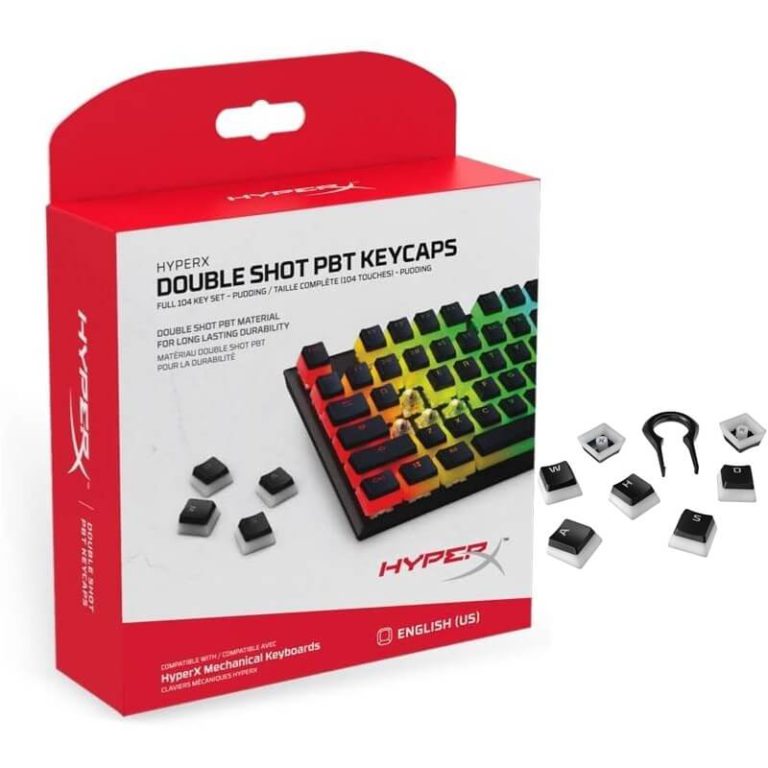 HYPERX
HYPERX
DOUBLE SHOT PBT KEYCAPS
FULL 104 KEY SET – PUDDING / TAILLE COMPLÈTE (104 TOUCHES) – PUDDING
DOUBLE SHOT PBT MATERIAL
FOR LONG LASTING DURABILITY
MATÉRIAU DOUBLE SHOT PBT
POUR LA DURABILITÉ
HYPERX™
ENGLISH (US)
COMPATIBLE WITH / COMPATIBLE AVEC
HyperX Mechanical Keyboards
CLAVIERS MÉCANIQUES HYPERX
HYPERX™
DOUBLE SHOT
PBT KEYCAPS
W
H
D
A
S